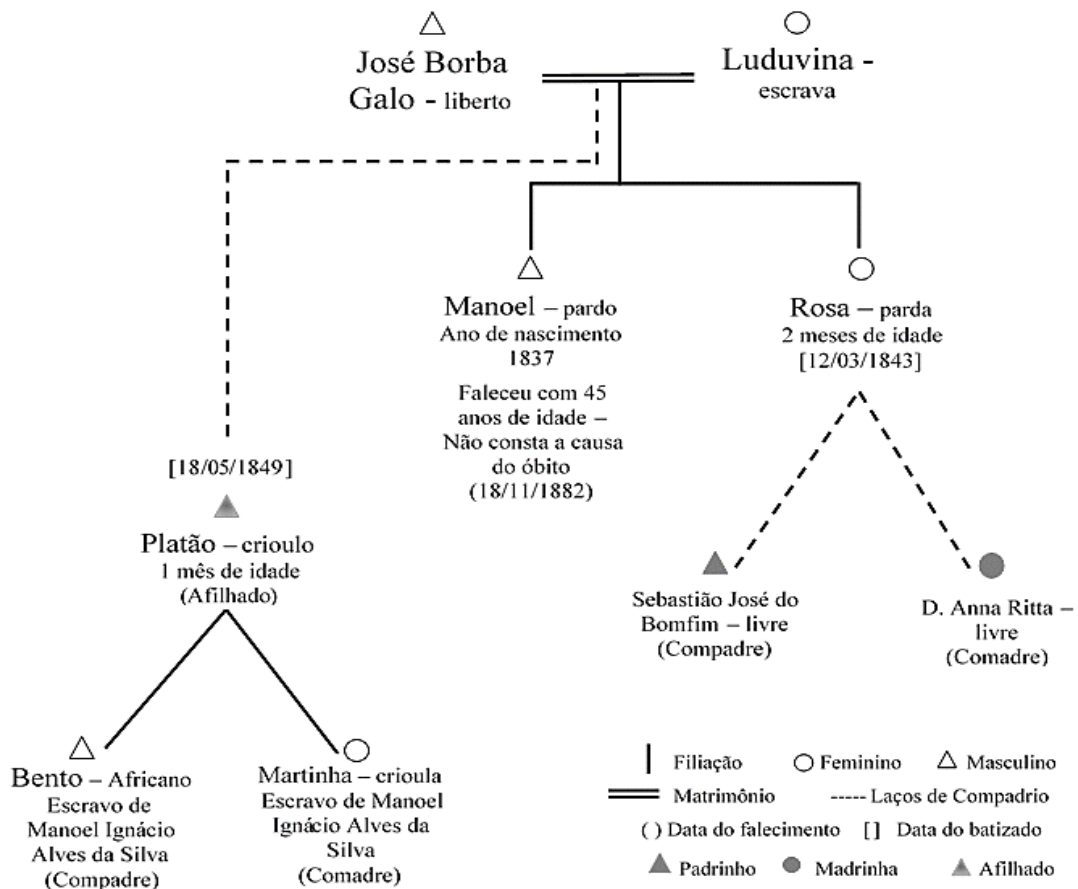 José Borba
Galo - liberto
Luduvina -
escrava
Manoel – pardo
Ano de nascimento
1837
Faleceu com 45
anos de idade –
Não consta a causa
do óbito
(18/11/1882)
Rosa – parda
2 meses de idade
[12/03/1843]
[18/05/1849]
Platão – crioulo
1 mês de idade
(Afilhado)
Sebastião José do
Bomfim – livre
(Compadre)
D. Anna Ritta –
livre
(Comadre)
Bento – Africano
Escravo de
Manoel Ignácio
Alves da Silva
(Compadre)
Martinha – crioula
Escravo de Manoel
Ignácio Alves da
Silva
(Comadre)
Filiação
Feminino
Masculino
Matrimônio
Laços de Compadrio
( ) Data do falecimento
[] Data do batizado
Padrinho
Madrinha
Afilhado